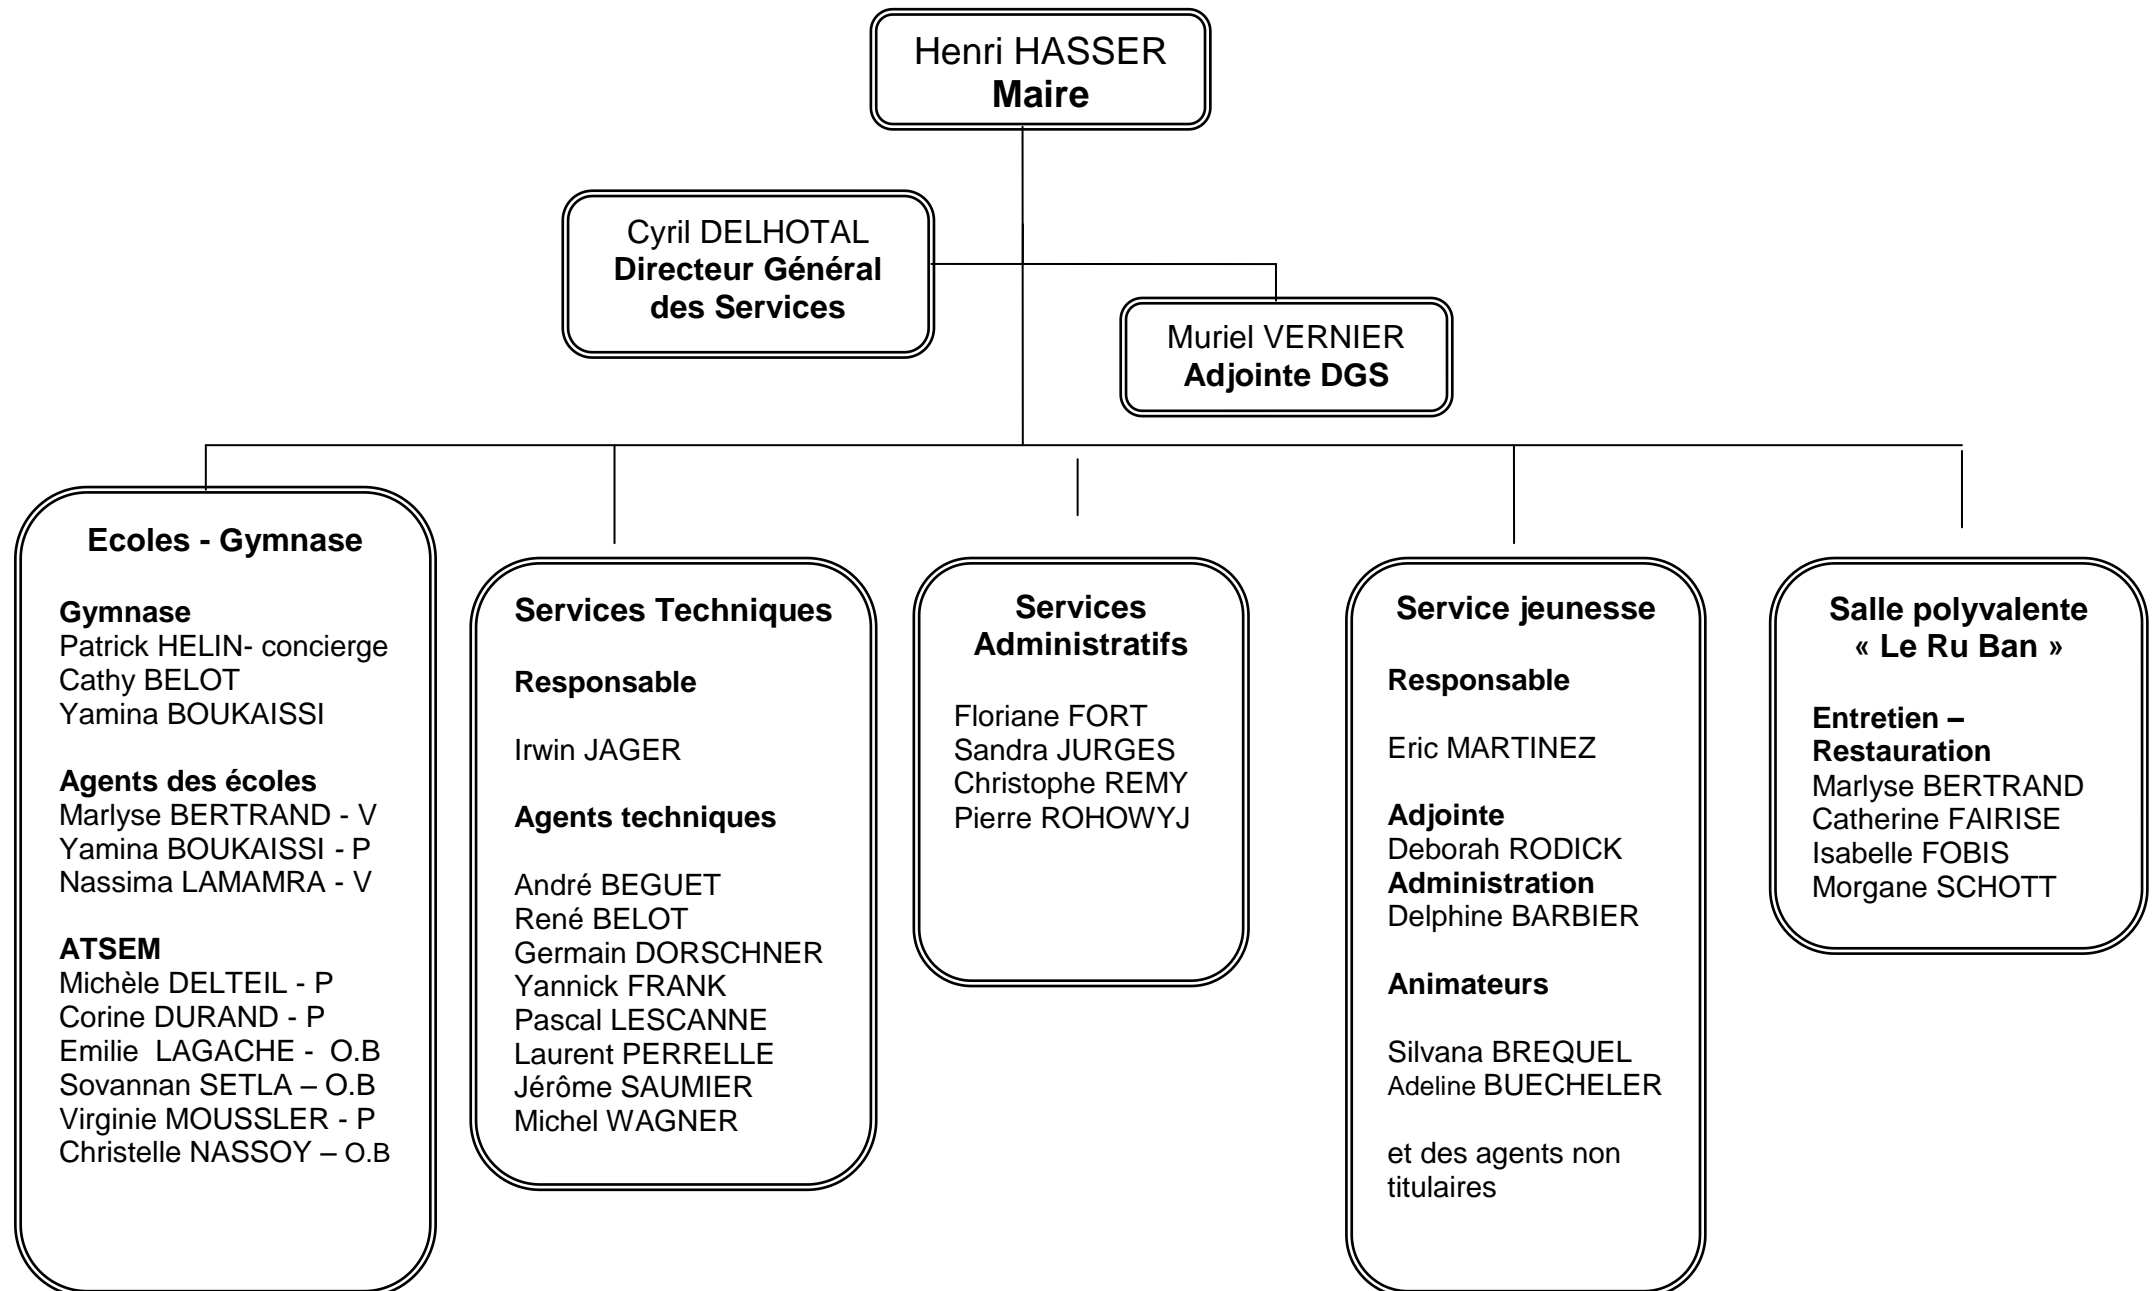 Henri HASSER
Maire
Cyril DELHOTAL
Directeur Général
des Services
Muriel VERNIER
Adjointe DGS
Ecoles - Gymnase
Gymnase
Patrick HELIN- concierge
Cathy BELOT
Yamina BOUKAISSI
Agents des écoles
Marlyse BERTRAND - V
Yamina BOUKAISSI - P
Nassima LAMAMRA - V
ATSEM
Michèle DELTEIL - P
Corine DURAND - P
Emilie  LAGACHE -  O.B
Sovannan SETLA – O.B
Virginie MOUSSLER - P
Christelle NASSOY – O.B
Services Techniques
Responsable
Irwin JAGER
Agents techniques
André BEGUET
René BELOT
Germain DORSCHNER
Yannick FRANK
Pascal LESCANNE
Laurent PERRELLE
Jérôme SAUMIER
Michel WAGNER
Services
Administratifs
Floriane FORT
Sandra JURGES
Christophe REMY
Pierre ROHOWYJ
Service jeunesse
Responsable
Eric MARTINEZ
Adjointe
Deborah RODICK
Administration
Delphine BARBIER
Animateurs
Silvana BREQUEL
Adeline BUECHELER
et des agents non
titulaires
Salle polyvalente
« Le Ru Ban »
Entretien –
Restauration
Marlyse BERTRAND
Catherine FAIRISE
Isabelle FOBIS
Morgane SCHOTT